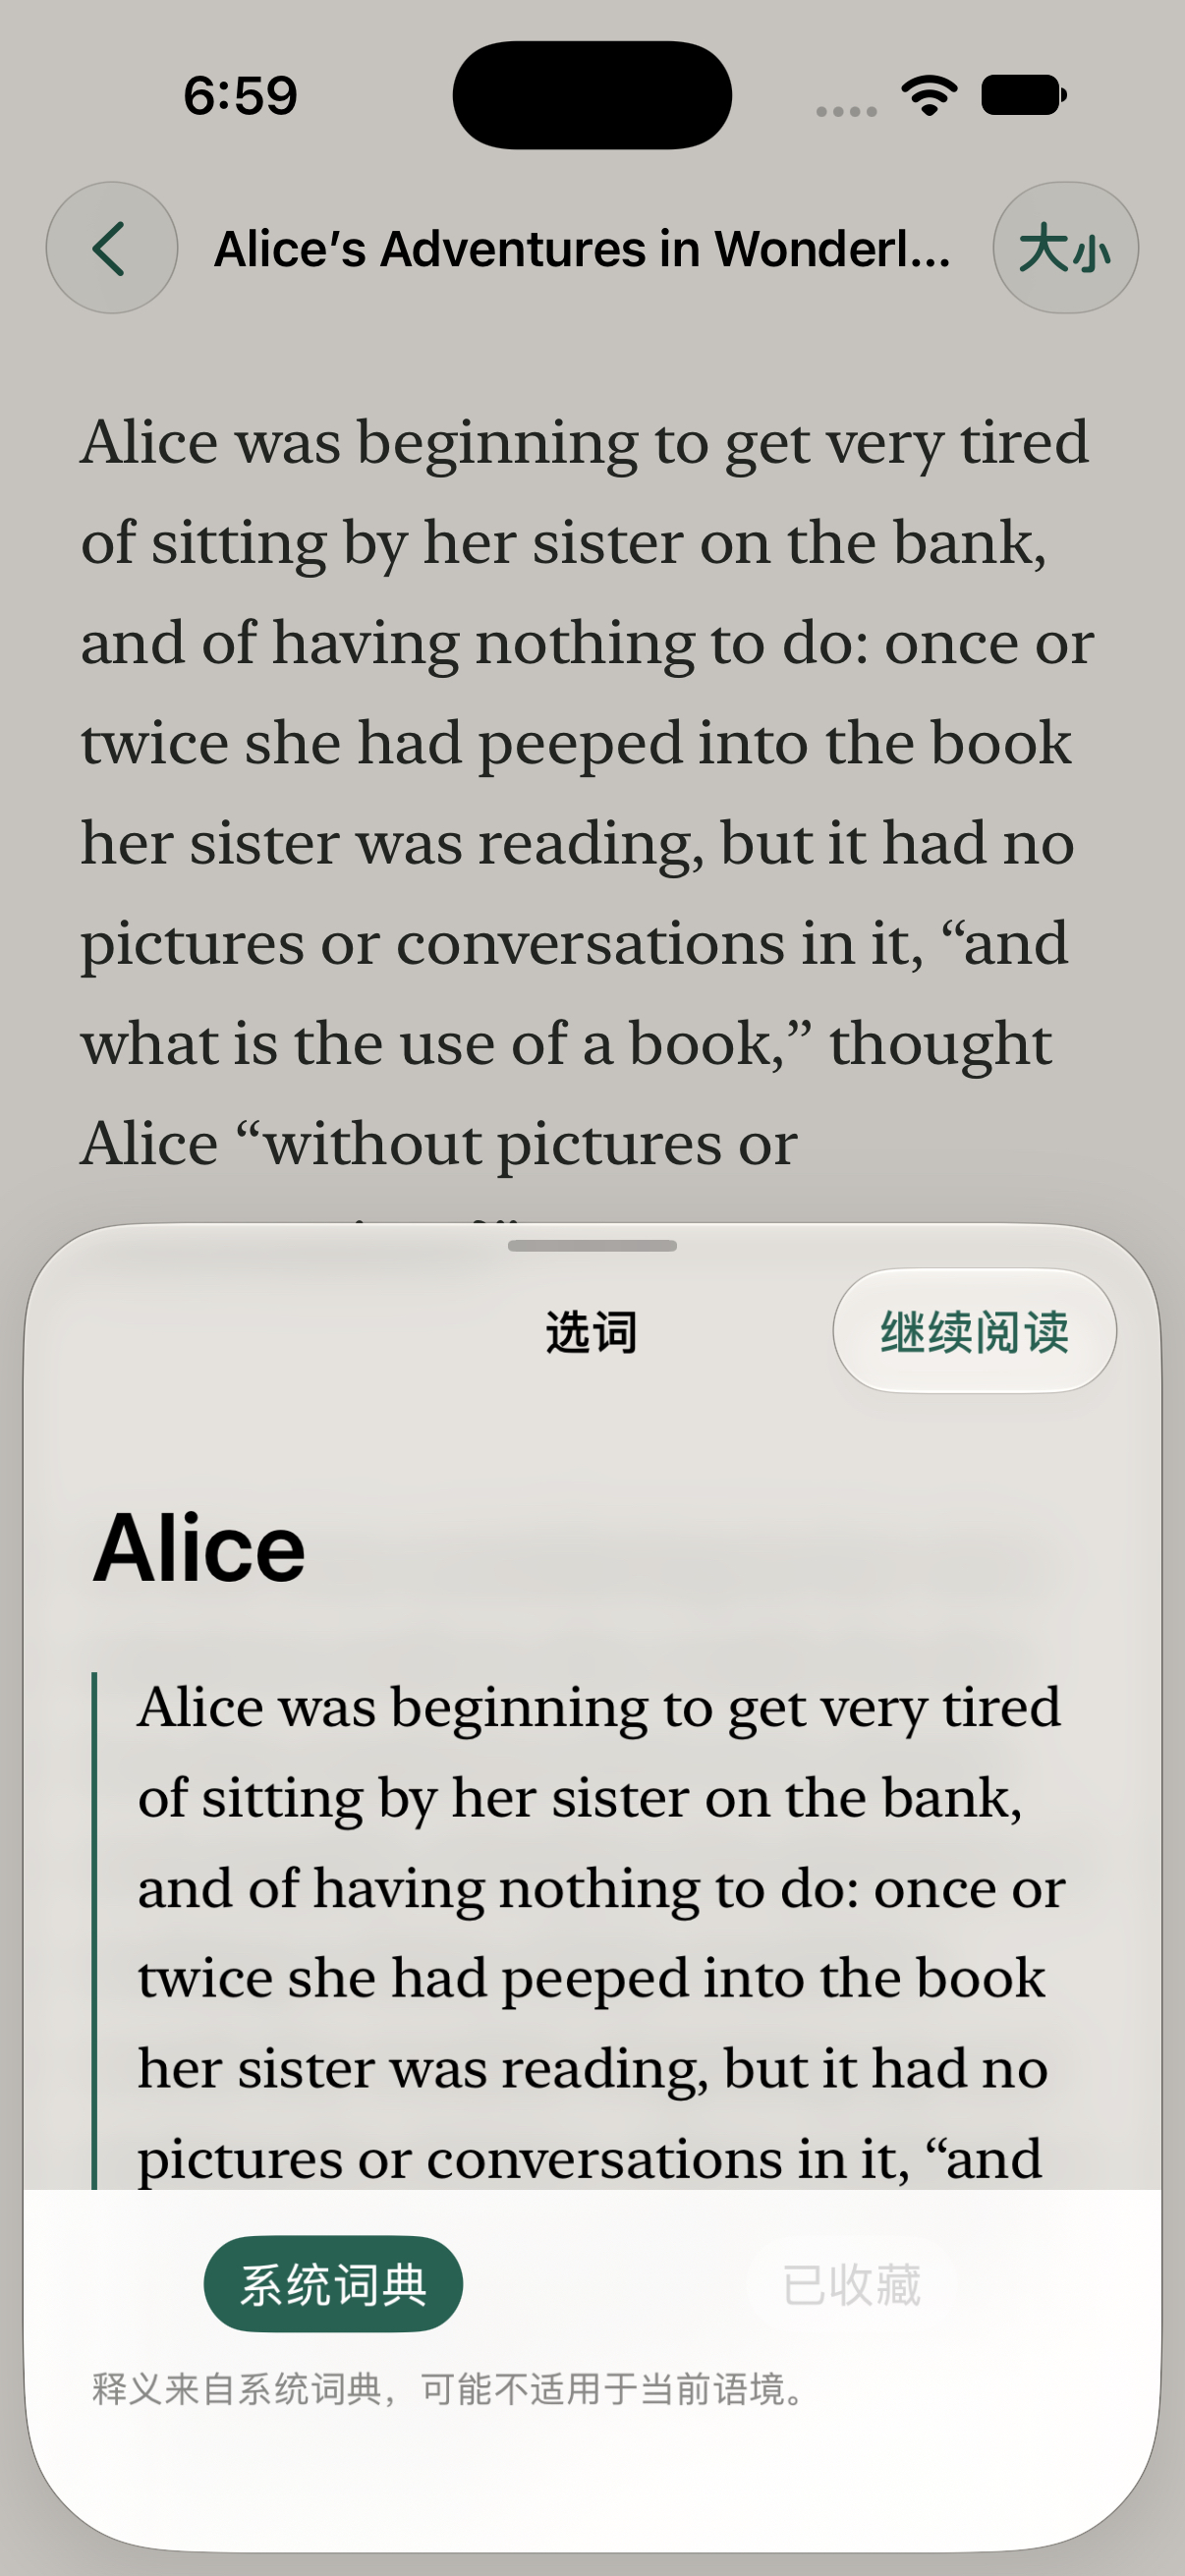 6:59
Alice’s Adventures in Wonderl...
大小
Alice was beginning to get very tired
of sitting by her sister on the bank,
and of having nothing to do: once or
twice she had peeped into the book
her sister was reading, but it had no
pictures or conversations in it, “and
what is the use of a book,” thought
Alice “without pictures or
选词
继续阅读
Alice
Alice was beginning to get very tired
of sitting by her sister on the bank,
and of having nothing to do: once or
twice she had peeped into the book
her sister was reading, but it had no
pictures or conversations in it, “and
系统词典
已收藏
释义来自系统词典，可能不适用于当前语境。